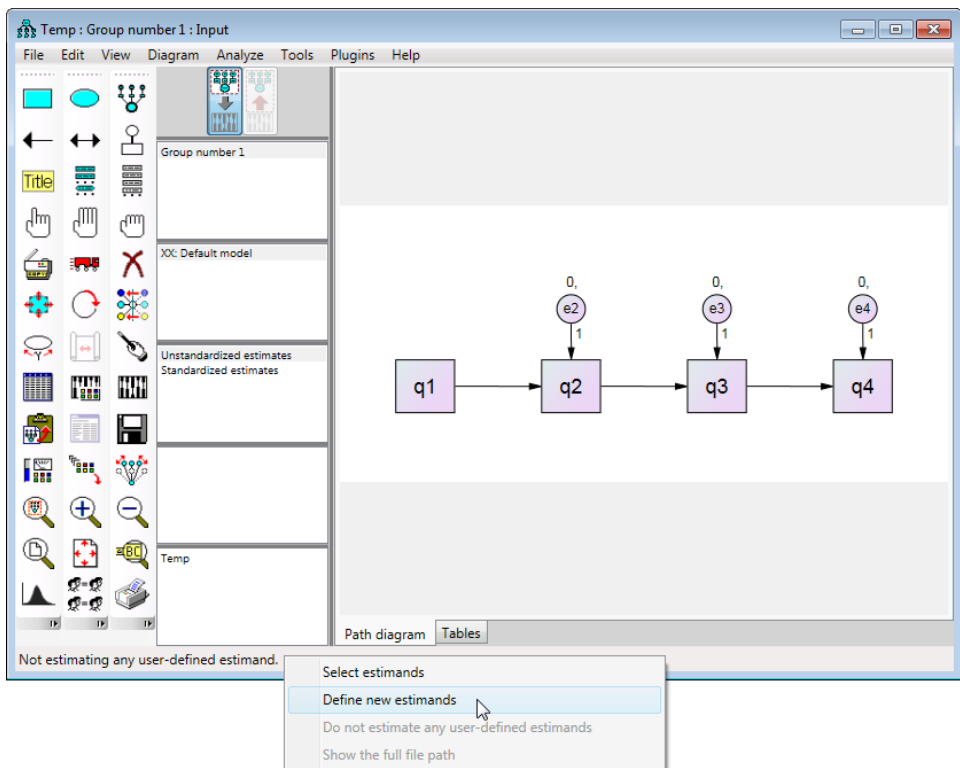 Temp : Group number 1 : Input
File Edit View Diagram Analyze Tools Plugins Help
Title
Group number 1
XX: Default model
Unstandardized estimates
Standardized estimates
Temp
0,
0,
0,
e2
e3
e4
1
1
1
q1
q2
q3
q4
Path diagram Tables
Not estimating any user-defined estimand.
Select estimands
Define new estimands
Do not estimate any user-defined estimands
Show the full file path